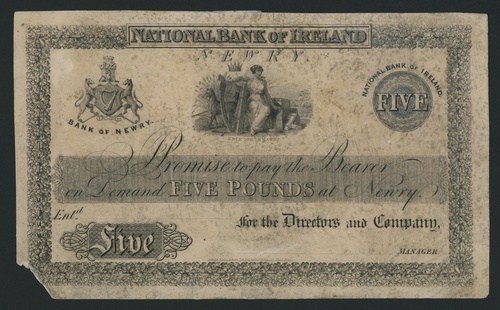 NATIONAL BANK OF IRELAND
NEWRY
BANK OF NEWRY.
NATIONAL BANK OF IRELAND.
FIVE
I Promise to pay the Bearer
on Demand FIVE POUNDS at Newry.
Entd
For the Directors and Company,
Five
MANAGER.